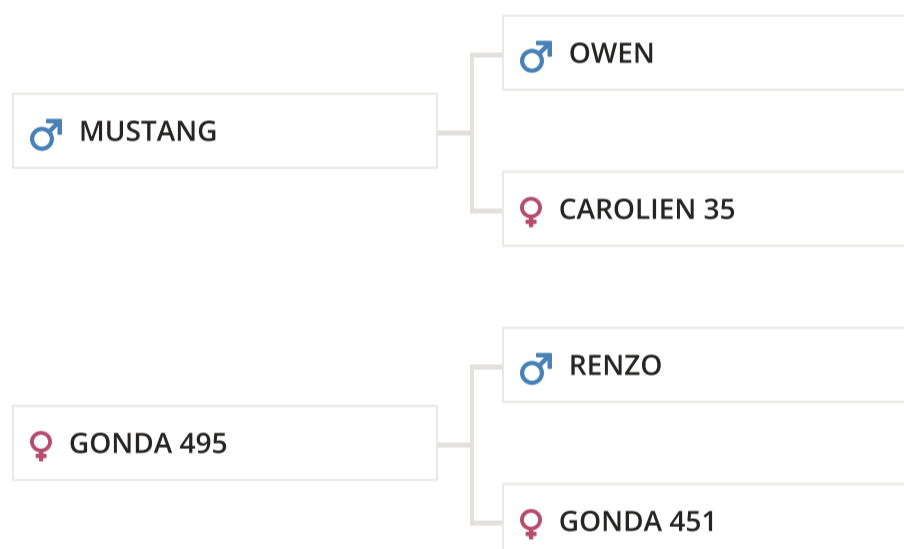 OWEN
MUSTANG
CAROLIEN 35
RENZO
GONDA 495
GONDA 451